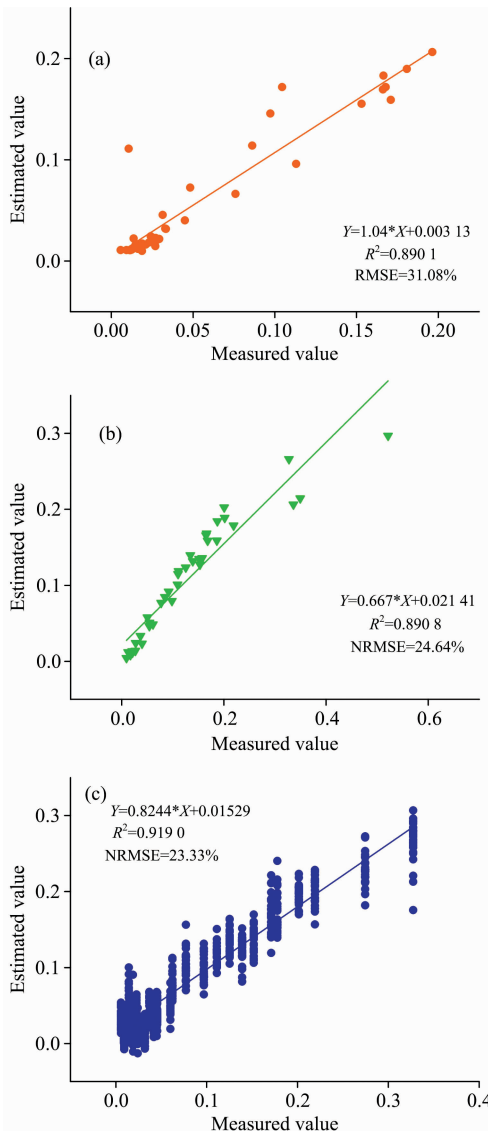 (a)
0.2
0.1
0.0
Estimated value
Y=1.04*X+0.003 13
R²=0.890 1
RMSE=31.08%
0.00 0.05 0.10 0.15 0.20
Measured value
(b)
0.3
0.2
0.1
0.0
Estimated value
Y=0.667*X+0.021 41
R²=0.890 8
NRMSE=24.64%
0.0 0.2 0.4 0.6
Measured value
(c)
Y=0.8244*X+0.01529
R²=0.919 0
NRMSE=23.33%
0.3
0.2
0.1
0.0
Estimated value
0.0 0.1 0.2 0.3 0.4
Measured value